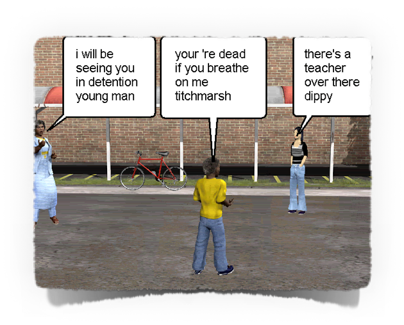 i will be
seeing you
in detention
young man
your 're dead
if you breathe
on me
titchmarsh
there's a
teacher
over there
dippy